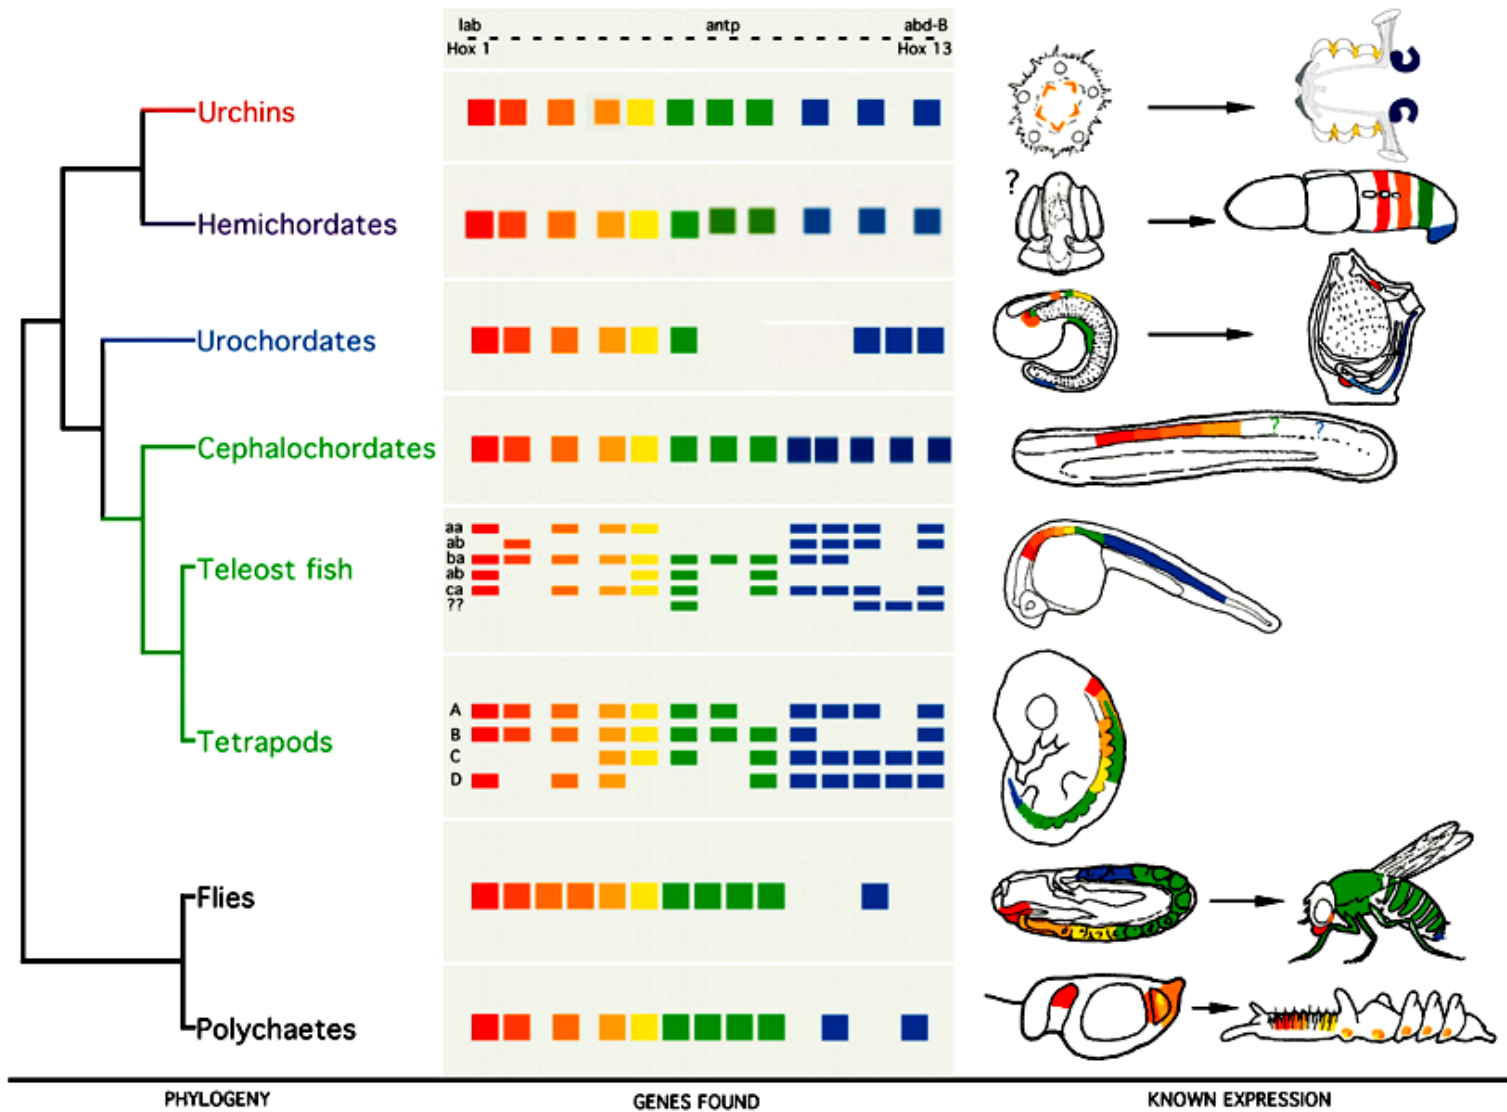 lab antp abd-B
Hox 1 Hox 13
Urchins
?
Hemichordates
Urochordates
Cephalochordates
? ?
aa
ab
ba
ab
ca
??
Teleost fish
A
B
C
D
Tetrapods
Flies
Polychaetes
PHYLOGENY GENES FOUND KNOWN EXPRESSION